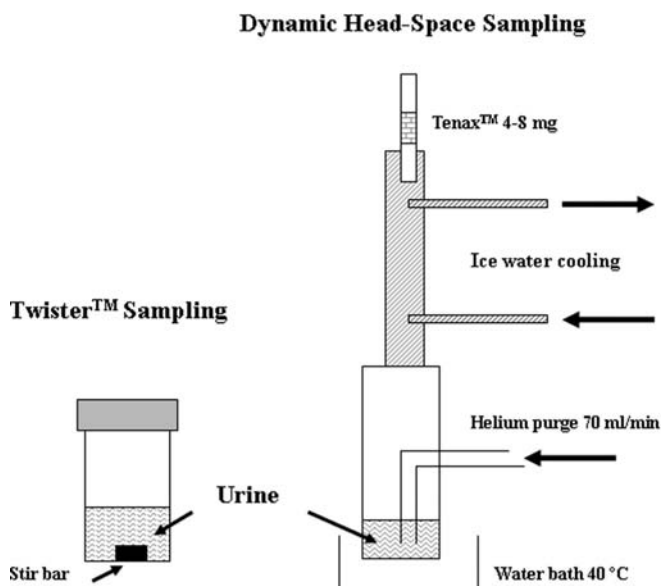 Dynamic Head-Space Sampling
Tenax™ 4-8 mg
Ice water cooling
Twister™ Sampling
Helium purge 70 ml/min
Urine
Stir bar
Water bath 40 °C